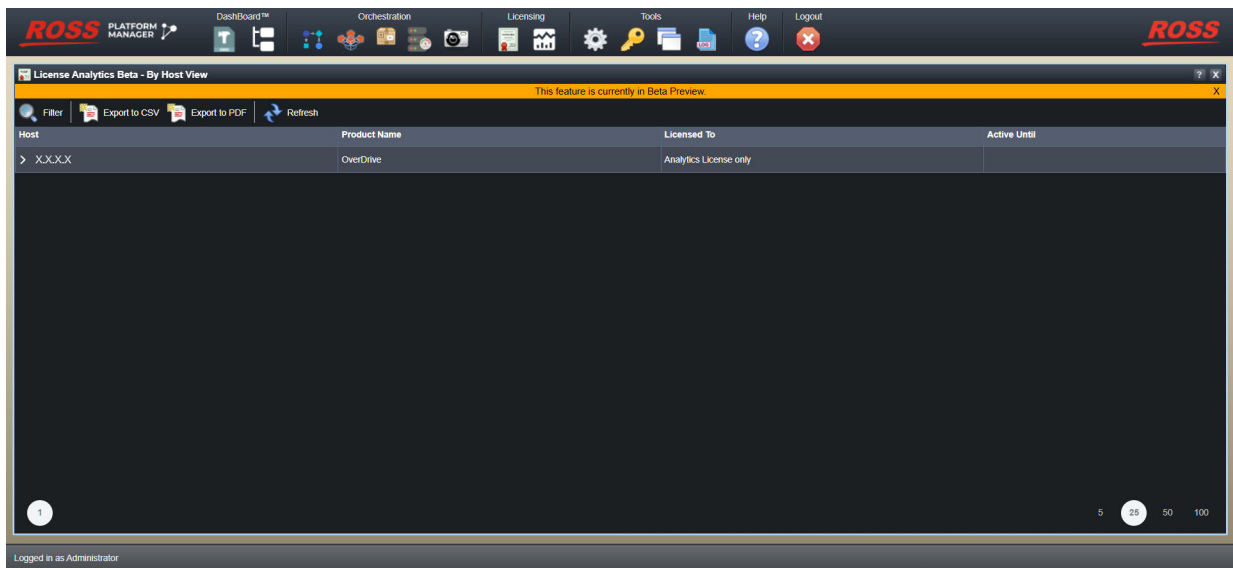 ROSS PLATFORM MANAGER
DashBoard™ Orchestration Licensing Tools Help Logout
LOG
ROSS
License Analytics Beta - By Host View ? X
This feature is currently in Beta Preview. X
Filter Export to CSV Export to PDF Refresh
Host Product Name Licensed To Active Until
X.X.X.X OverDrive Analytics License only
1 5 25 50 100
Logged in as Administrator